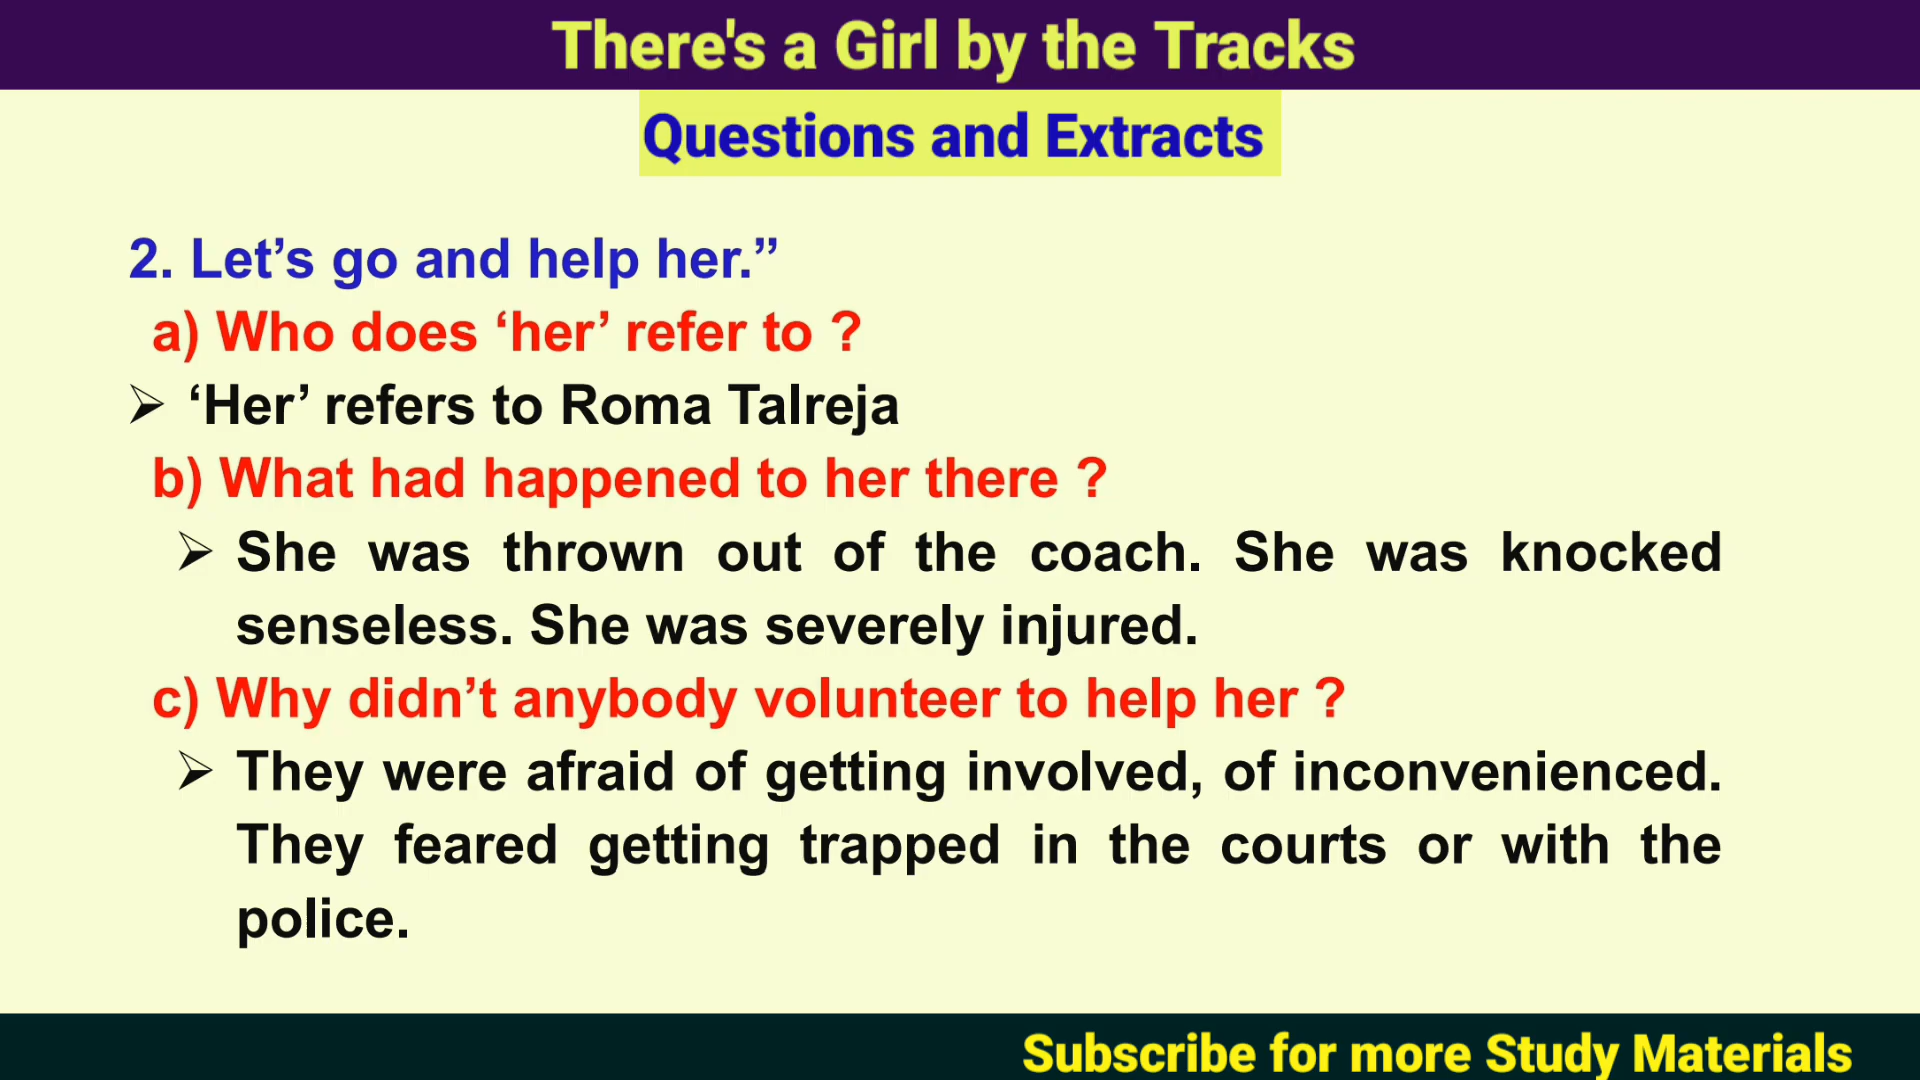 There's a Girl by the Tracks
Questions and Extracts
2. Let’s go and help her.”
a) Who does ‘her’ refer to ?
➢ ‘Her’ refers to Roma Talreja
b) What had happened to her there ?
➢ She was thrown out of the coach. She was knocked
senseless. She was severely injured.
c) Why didn’t anybody volunteer to help her ?
➢ They were afraid of getting involved, of inconvenienced.
They feared getting trapped in the courts or with the
police.
Subscribe for more Study Materials